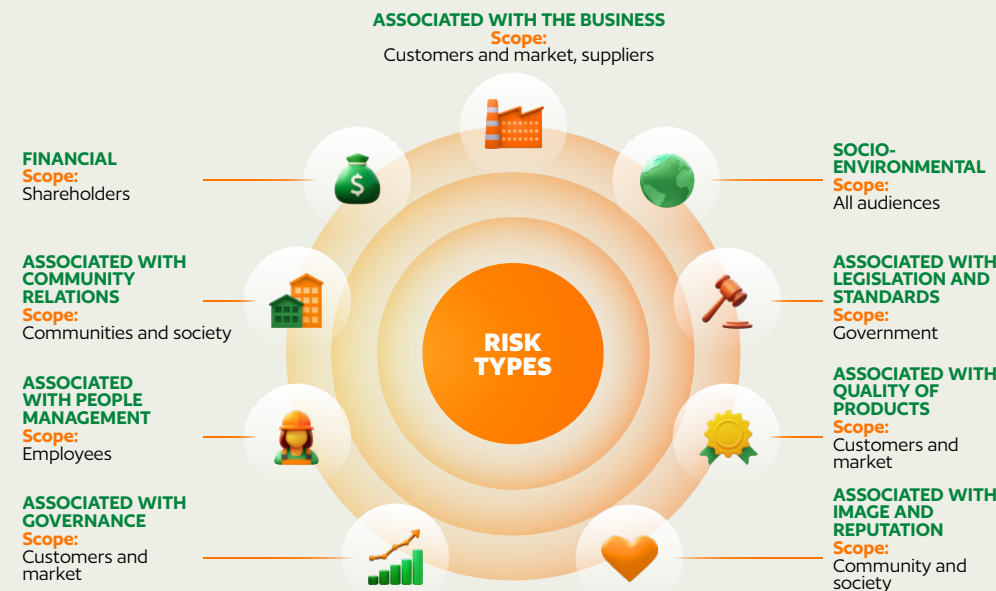 ASSOCIATED WITH THE BUSINESS
Scope:
Customers and market, suppliers
FINANCIAL
Scope:
Shareholders
SOCIO-
ENVIRONMENTAL
Scope:
All audiences
ASSOCIATED WITH
COMMUNITY
RELATIONS
Scope:
Communities and society
ASSOCIATED WITH
LEGISLATION AND
STANDARDS
Scope:
Government
RISK
TYPES
ASSOCIATED
WITH PEOPLE
MANAGEMENT
Scope:
Employees
ASSOCIATED WITH
QUALITY OF
PRODUCTS
Scope:
Customers and
market
ASSOCIATED WITH
GOVERNANCE
Scope:
Customers and
market
ASSOCIATED WITH
IMAGE AND
REPUTATION
Scope:
Community and
society
$